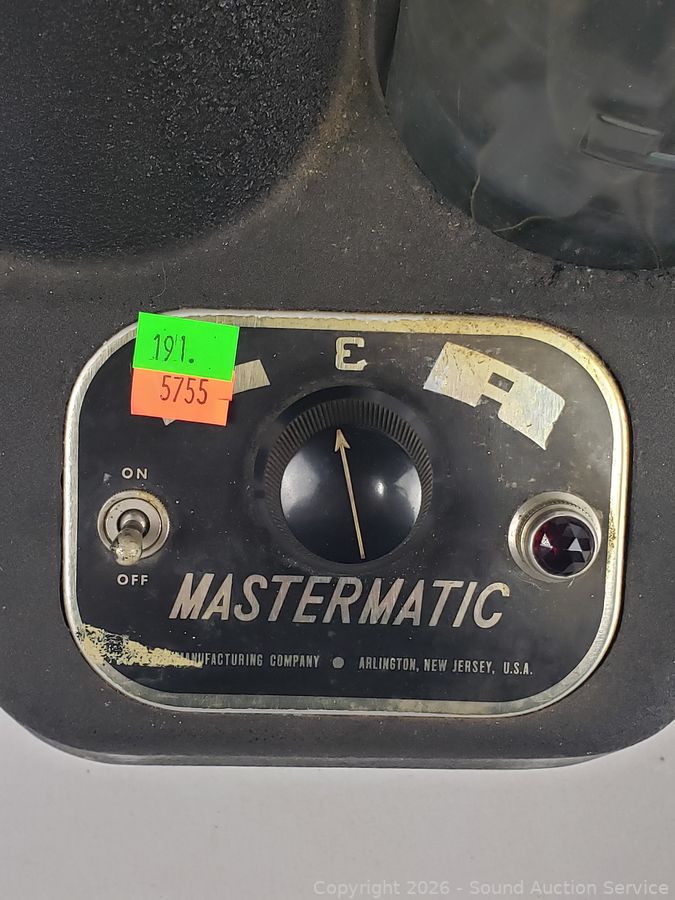 191.
5755
E
R
ON
OFF
MASTERMATIC
MANUFACTURING COMPANY ● ARLINGTON, NEW JERSEY, U.S.A.
Copyright 2026 - Sound Auction Service